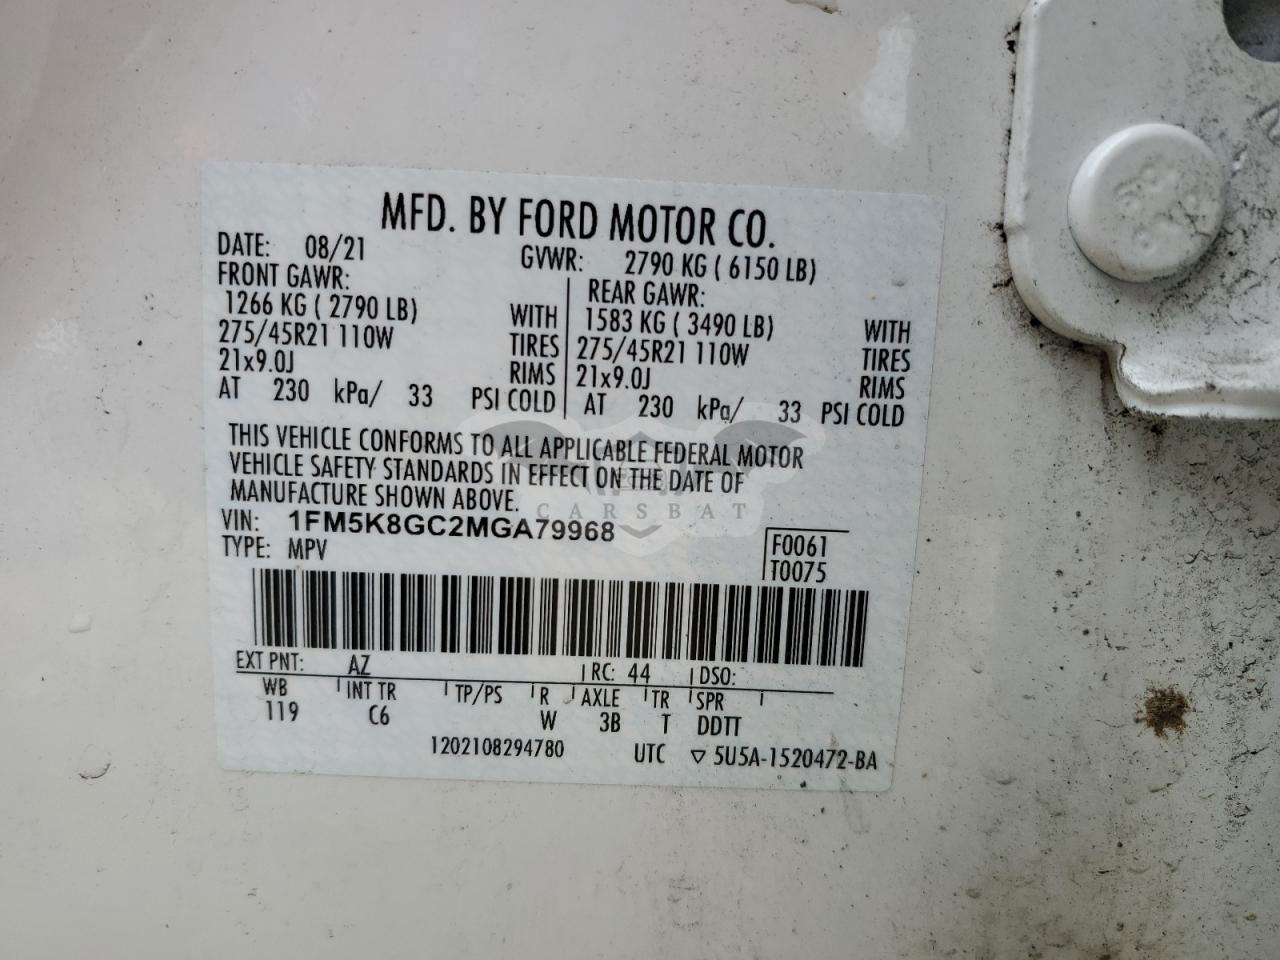 MFD. BY FORD MOTOR CO.
DATE: 08/21 GVWR: 2790 KG ( 6150 LB)
FRONT GAWR:
1266 KG ( 2790 LB) WITH
275/45R21 110W TIRES
21x9.0J RIMS
AT 230 kPa/ 33 PSI COLD
REAR GAWR:
1583 KG ( 3490 LB) WITH
275/45R21 110W TIRES
21x9.0J RIMS
AT 230 kPa/ 33 PSI COLD
THIS VEHICLE CONFORMS TO ALL APPLICABLE FEDERAL MOTOR
VEHICLE SAFETY STANDARDS IN EFFECT ON THE DATE OF
MANUFACTURE SHOWN ABOVE.
CARSBAT
VIN: 1FM5K8GC2MGA79968
TYPE: MPV
F0061
T0075
EXT PNT: AZ RC: 44 DSO:
WB INT TR TP/PS R AXLE TR SPR
119 C6 W 3B T DDTT
1202108294780 UTC ▽ 5U5A-1520472-BA